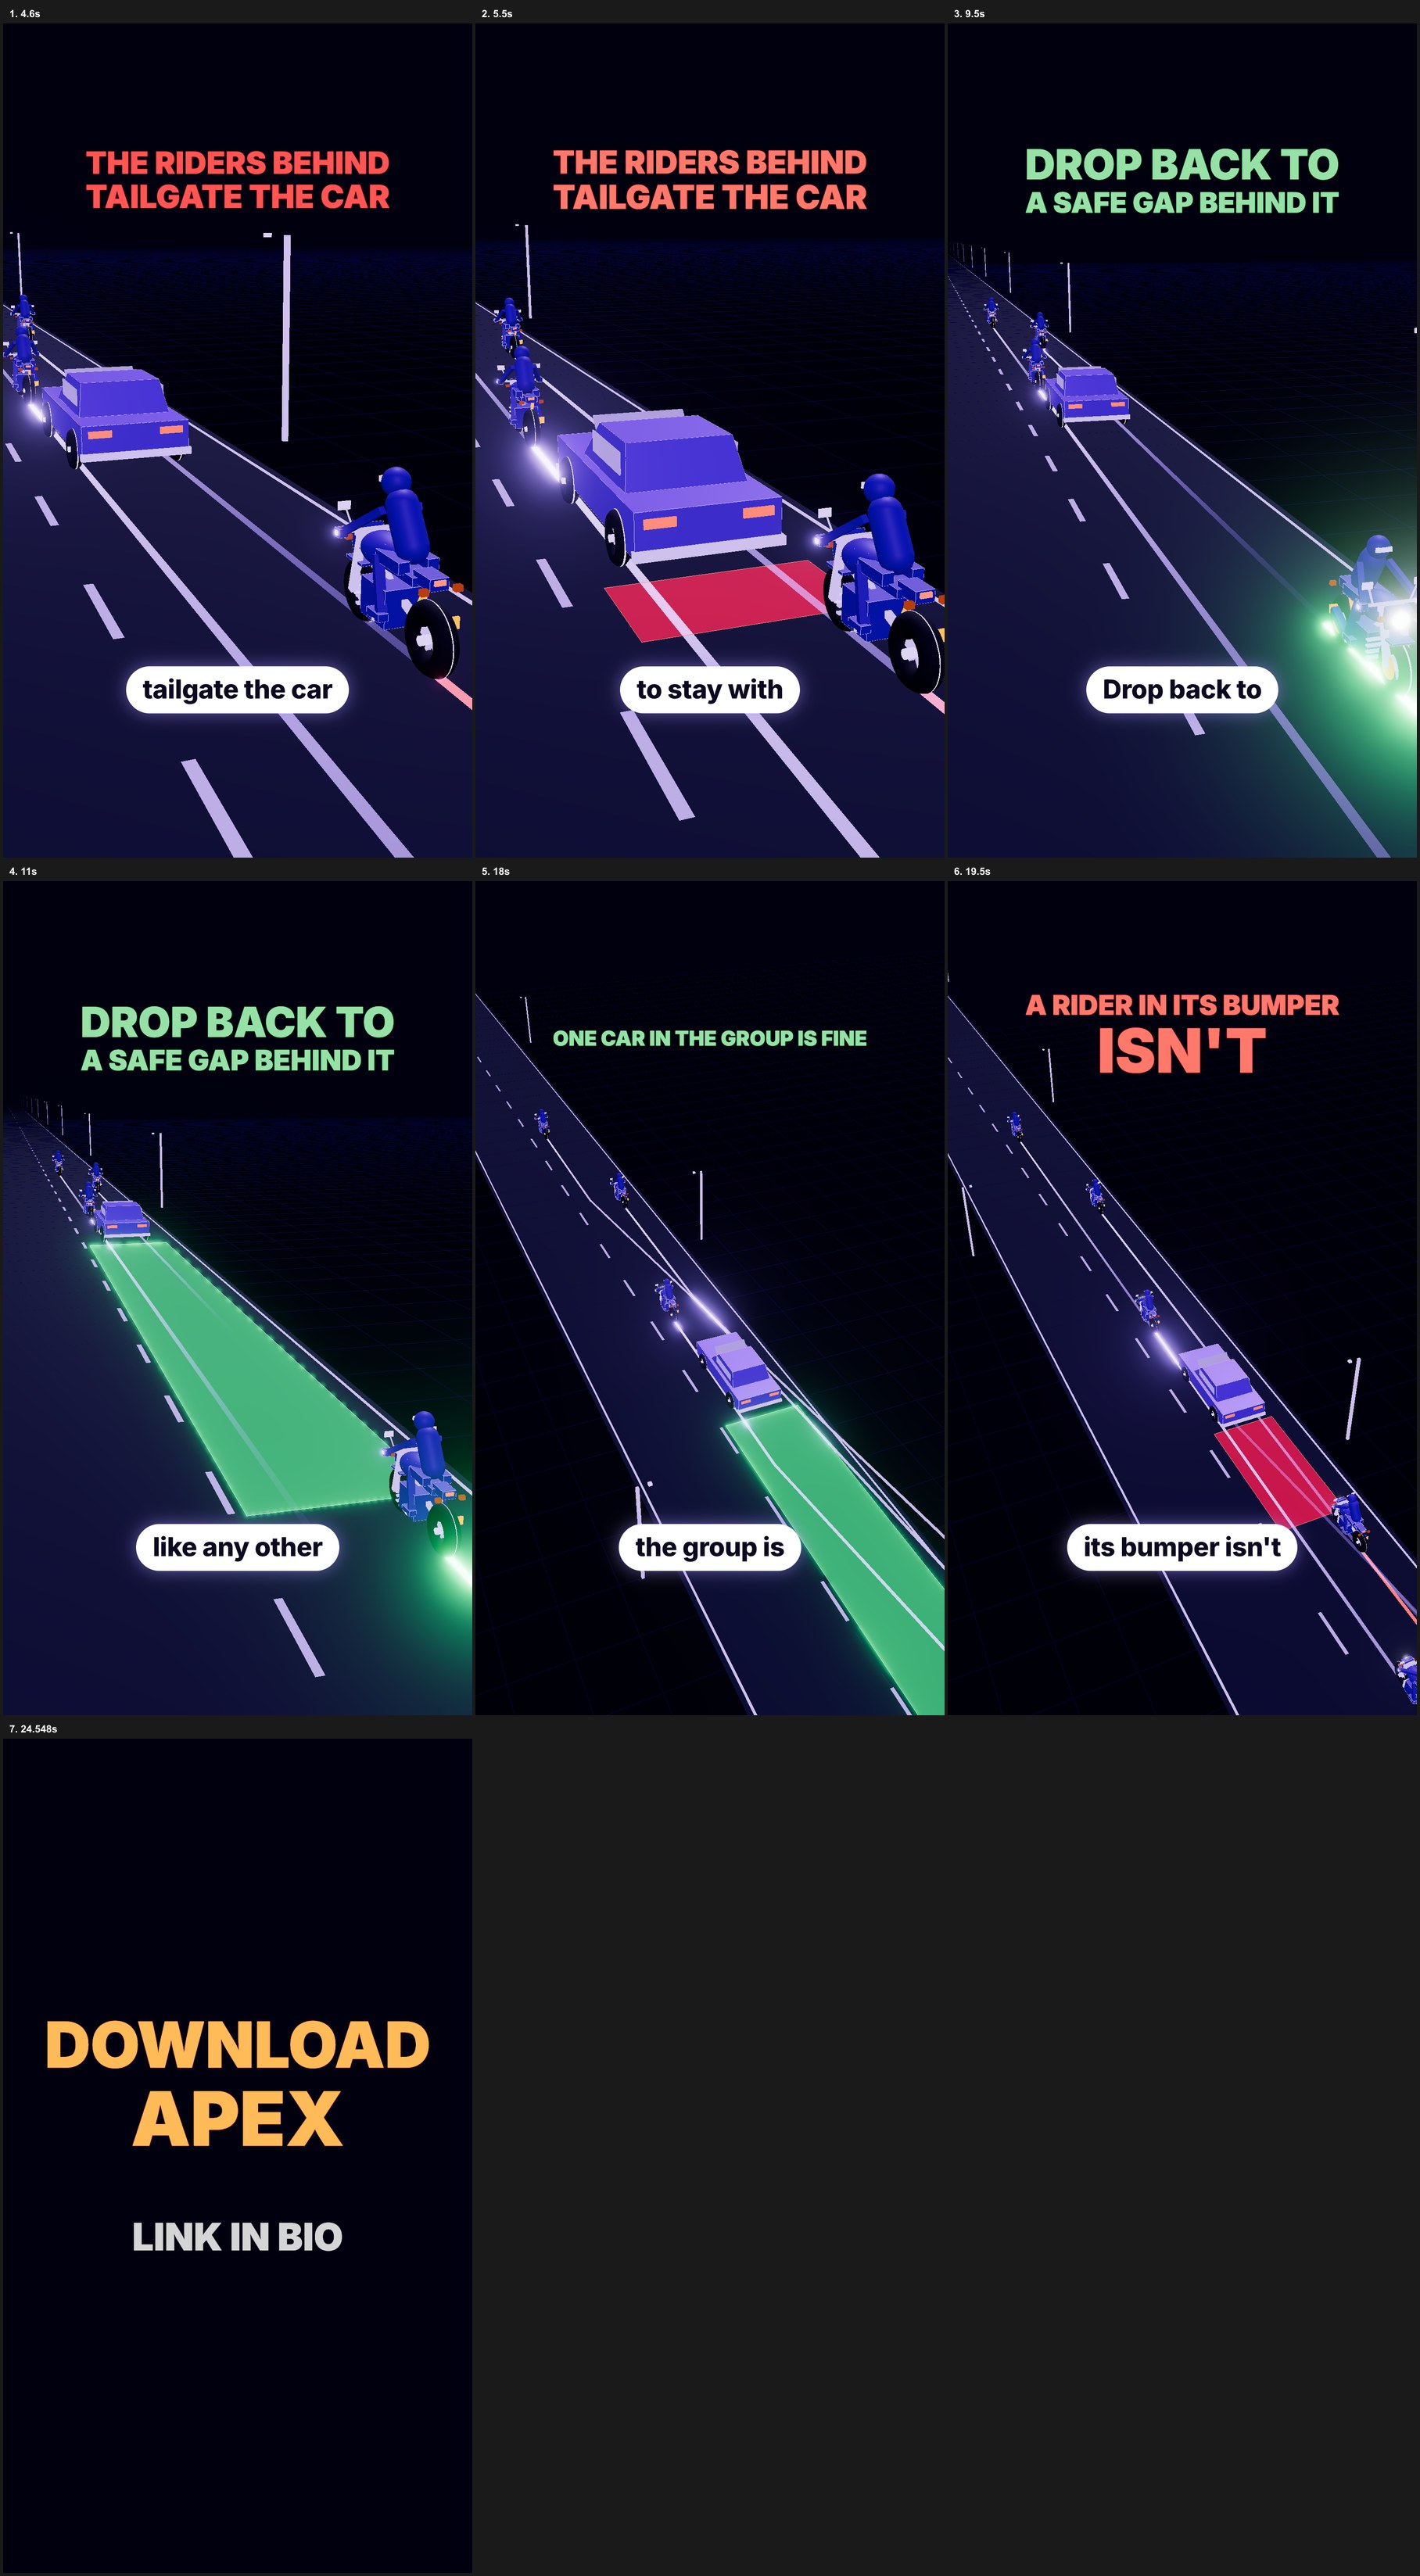 1. 4.6s
THE RIDERS BEHIND
TAILGATE THE CAR
tailgate the car
2. 5.5s
THE RIDERS BEHIND
TAILGATE THE CAR
to stay with
3. 9.5s
DROP BACK TO
A SAFE GAP BEHIND IT
Drop back to
4. 11s
DROP BACK TO
A SAFE GAP BEHIND IT
like any other
5. 18s
ONE CAR IN THE GROUP IS FINE
the group is
6. 19.5s
A RIDER IN ITS BUMPER
ISN'T
its bumper isn't
7. 24.548s
DOWNLOAD
APEX
LINK IN BIO